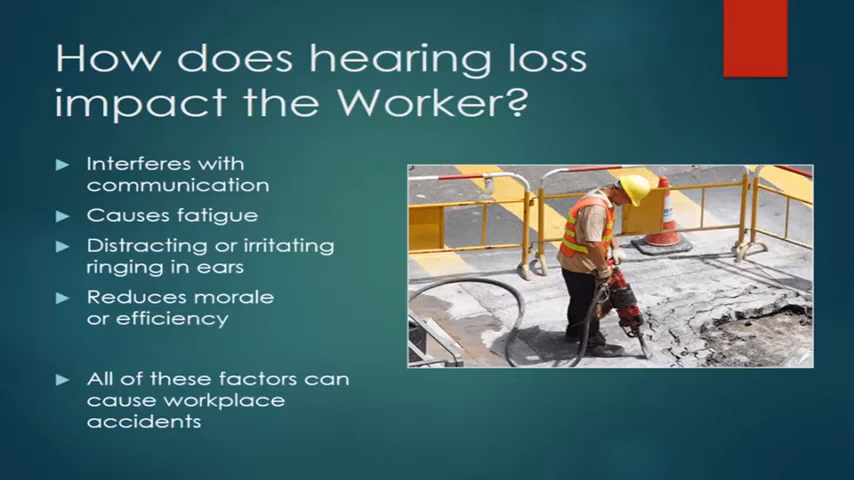 How does hearing loss
impact the Worker?
Interferes with
communication
Causes fatigue
Distracting or irritating
ringing in ears
Reduces morale
or efficiency
All of these factors can
cause workplace
accidents